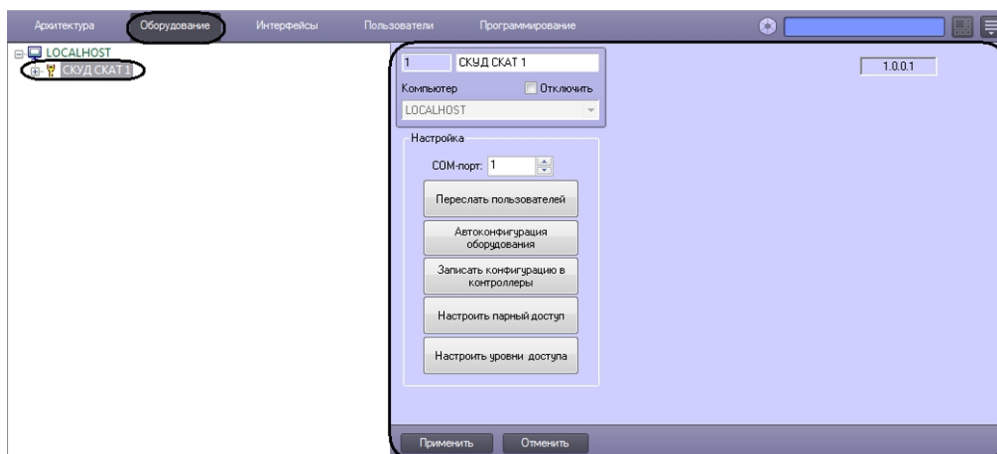 Архитектура Оборудование Интерфейсы Пользователи Программирование
LOCALHOST
СКУД СКАТ 1
1 СКУД СКАТ 1
1.0.0.1
Компьютер Отключить
LOCALHOST
Настройка
COM-порт: 1
Переслать пользователей
Автоконфигурация
оборудования
Записать конфигурацию в
контроллеры
Настроить парный доступ
Настроить уровни доступа
Применить Отменить